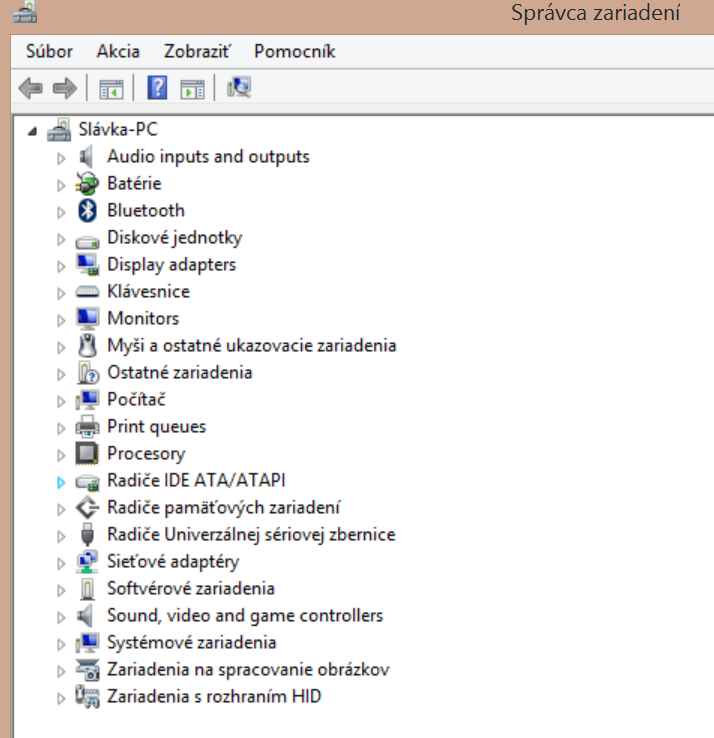 Správca zariadení
Súbor Akcia Zobraziť Pomocník
Slávka-PC
Audio inputs and outputs
Batérie
Bluetooth
Diskové jednotky
Display adapters
Klávesnice
Monitors
Myši a ostatné ukazovacie zariadenia
Ostatné zariadenia
Počítač
Print queues
Procesory
Radiče IDE ATA/ATAPI
Radiče pamäťových zariadení
Radiče Univerzálnej sériovej zbernice
Sieťové adaptéry
Softvérové zariadenia
Sound, video and game controllers
Systémové zariadenia
Zariadenia na spracovanie obrázkov
Zariadenia s rozhraním HID